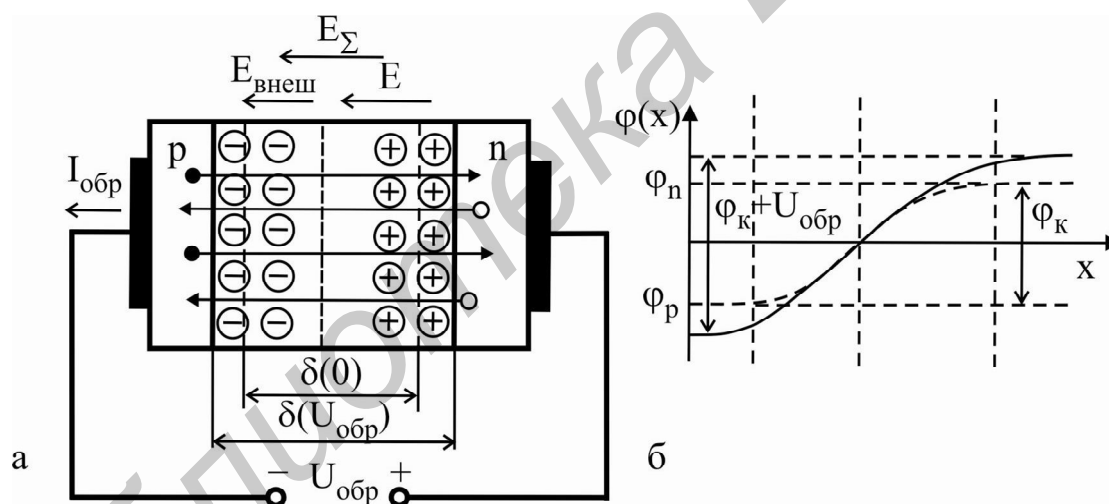 E_Σ
E_внеш E
p n
I_обр
− − + +
− − + +
− − + +
− − + +
− − + +
δ(0)
δ(U_обр)
а
− U_обр +
φ(x)
φ_n
φ_к+U_обр
φ_к
x
φ_p
б